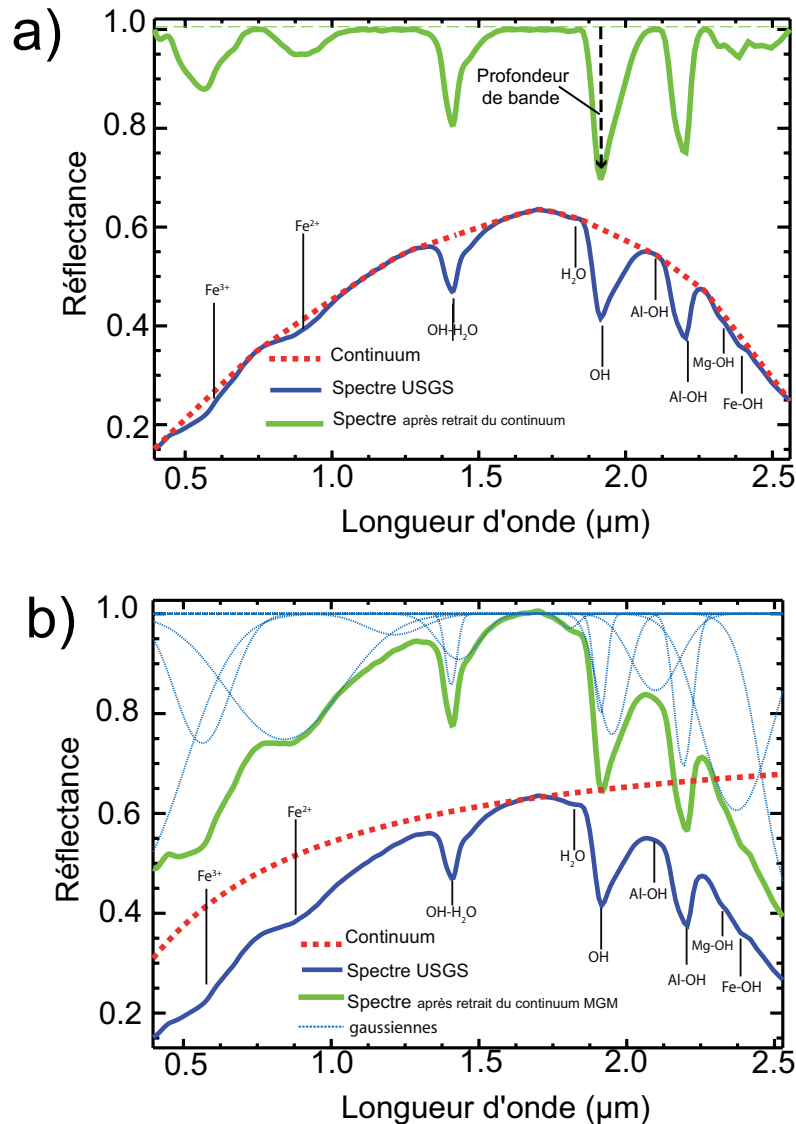 a)
1.0
0.8
0.6
0.4
0.2
Réflectance
Profondeur
de bande
Fe³⁺
Fe²⁺
OH-H₂O
H₂O
OH
Al-OH
Al-OH
Mg-OH
Fe-OH
Continuum
Spectre USGS
Spectre après retrait du continuum
0.5 1.0 1.5 2.0 2.5
Longueur d'onde (µm)
b)
1.0
0.8
0.6
0.4
0.2
Réflectance
Fe³⁺
Fe²⁺
OH-H₂O
H₂O
OH
Al-OH
Al-OH
Mg-OH
Fe-OH
Continuum
Spectre USGS
Spectre après retrait du continuum MGM
gaussiennes
0.5 1.0 1.5 2.0 2.5
Longueur d'onde (µm)